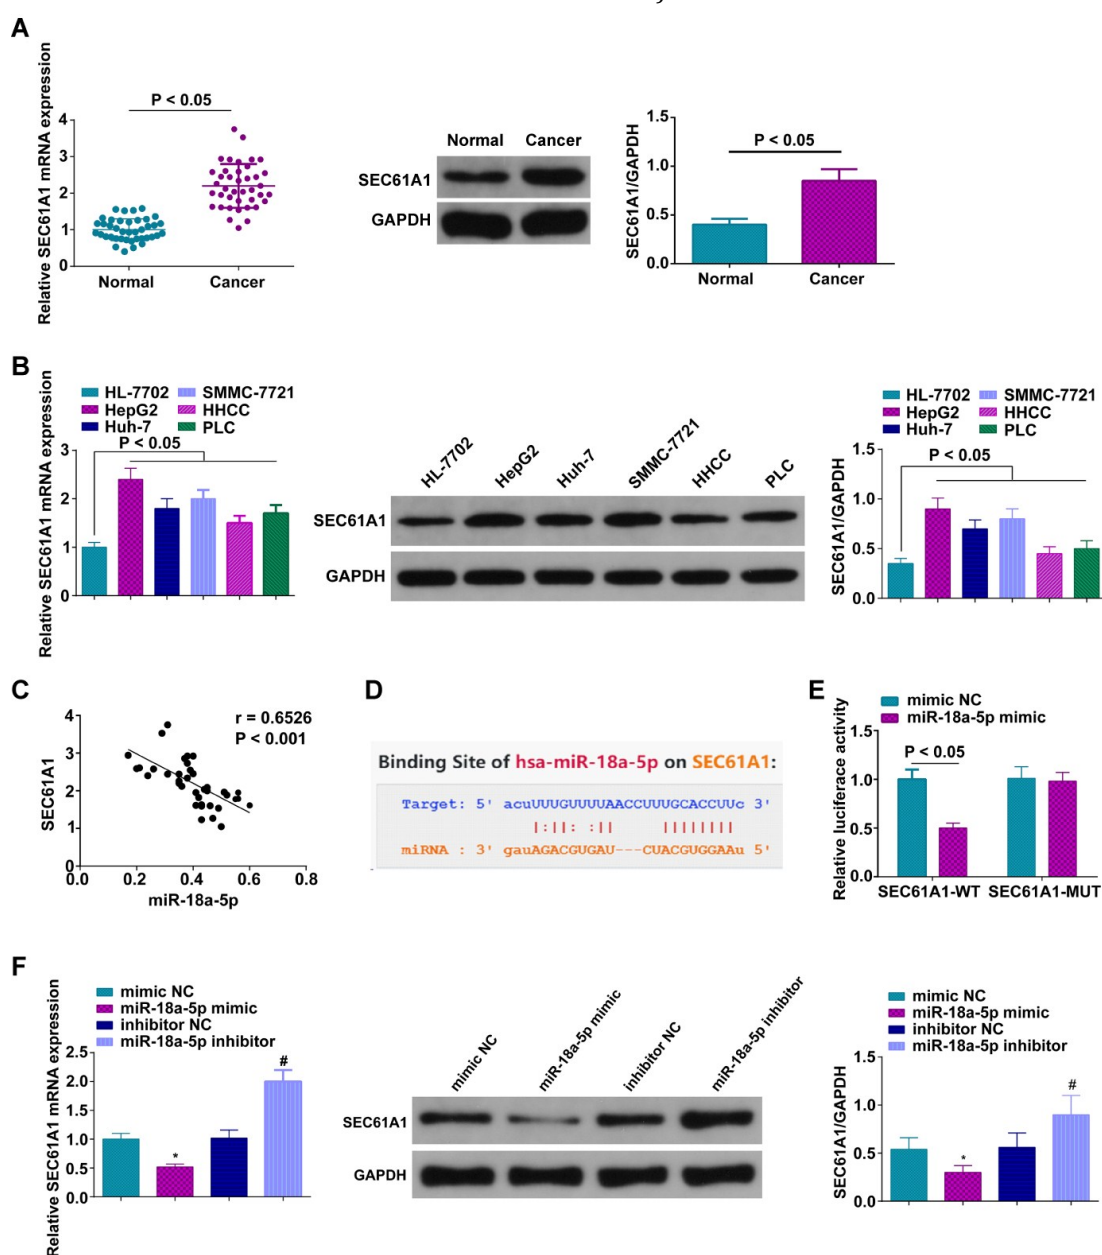 A
Relative SEC61A1 mRNA expression
P < 0.05
4
3
2
1
0
Normal Cancer
Normal Cancer
SEC61A1
GAPDH
SEC61A1/GAPDH
1.5
1.0
0.5
0.0
P < 0.05
Normal Cancer
B
Relative SEC61A1 mRNA expression
HL-7702 SMMC-7721
HepG2 HHCC
Huh-7 PLC
P < 0.05
3
2
1
0
HL-7702 HepG2 Huh-7 SMMC-7721 HHCC PLC
SEC61A1
GAPDH
HL-7702 SMMC-7721
HepG2 HHCC
Huh-7 PLC
SEC61A1/GAPDH
1.5
1.0
0.5
0.0
P < 0.05
C
SEC61A1
4
3
2
1
0
r = 0.6526
P < 0.001
0.0 0.2 0.4 0.6 0.8
miR-18a-5p
D
Binding Site of hsa-miR-18a-5p on SEC61A1:
Target: 5' acuUUUGUUUUAACCUUUGCACCUUc 3'
|:||: :|| ||||||||
miRNA : 3' gauAGACGUGAU---CUACGUGGAAu 5'
E
mimic NC
miR-18a-5p mimic
Relative luciferace activity
1.5
1.0
0.5
0.0
P < 0.05
SEC61A1-WT SEC61A1-MUT
F
Relative SEC61A1 mRNA expression
mimic NC
miR-18a-5p mimic
inhibitor NC
miR-18a-5p inhibitor
2.5
2.0
1.5
1.0
0.5
0.0
*
#
mimic NC miR-18a-5p mimic inhibitor NC miR-18a-5p inhibitor
SEC61A1
GAPDH
mimic NC
miR-18a-5p mimic
inhibitor NC
miR-18a-5p inhibitor
SEC61A1/GAPDH
1.5
1.0
0.5
0.0
*
#